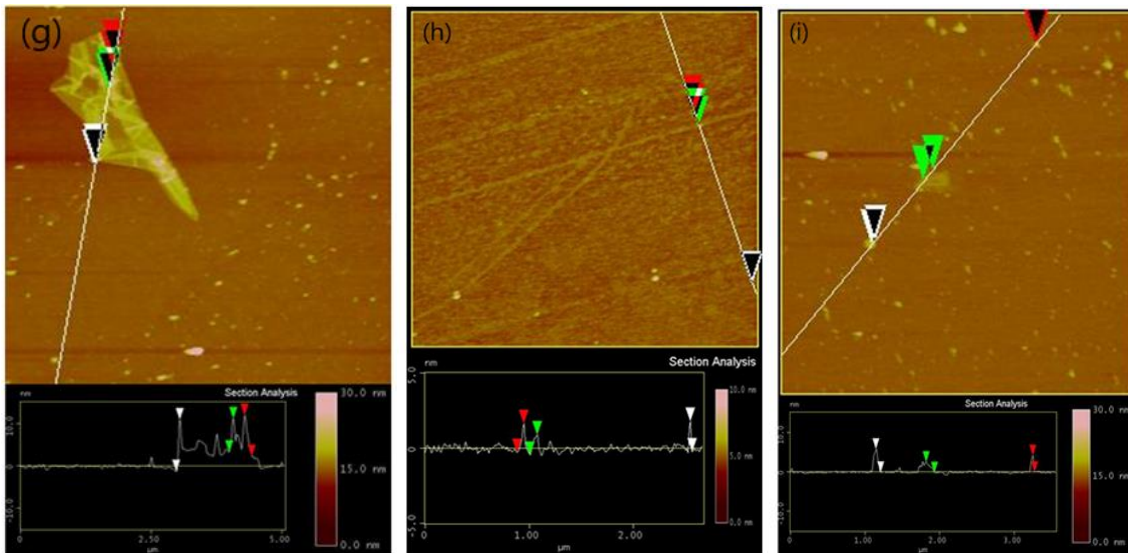 (g)
(h)
(i)
Section Analysis
nm
10.0
0
-10.0
2.50
5.00
µm
30.0 nm
15.0 nm
0.0 nm
Section Analysis
nm
5.0
0
-5.0
1.00
2.00
µm
10.0 nm
5.0 nm
0.0 nm
Section Analysis
nm
10.0
0
-10.0
1.00
2.00
3.00
µm
30.0 nm
15.0 nm
0.0 nm